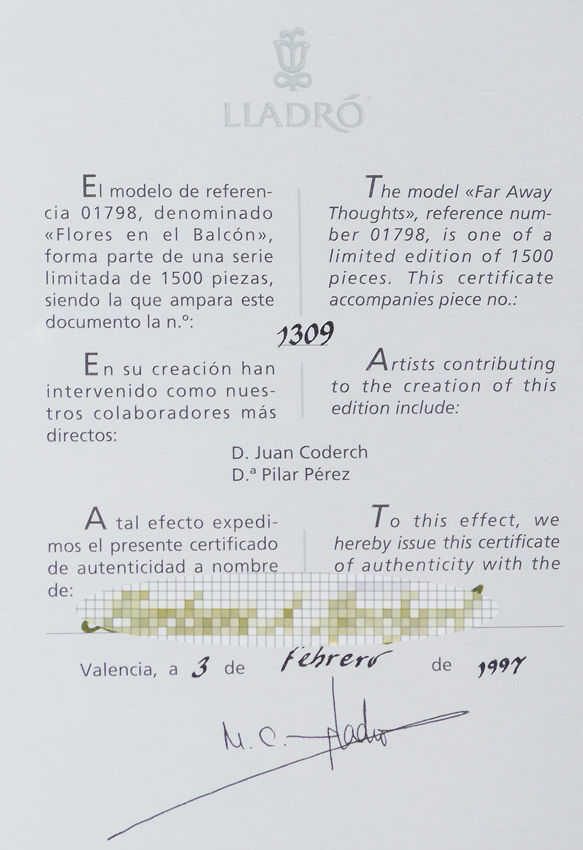 LLADRÓ
El modelo de referen-
cia 01798, denominado
«Flores en el Balcón»,
forma parte de una serie
limitada de 1500 piezas,
siendo la que ampara este
documento la n.º:
The model «Far Away
Thoughts», reference num-
ber 01798, is one of a
limited edition of 1500
pieces. This certificate
accompanies piece no.:
1309
En su creación han
intervenido como nues-
tros colaboradores más
directos:
Artists contributing
to the creation of this
edition include:
D. Juan Coderch
D.ª Pilar Pérez
A tal efecto expedi-
mos el presente certificado
de autenticidad a nombre
de:
To this effect, we
hereby issue this certificate
of authenticity with the
Valencia, a 3 de Febrero de 1997
M. C. Lladró